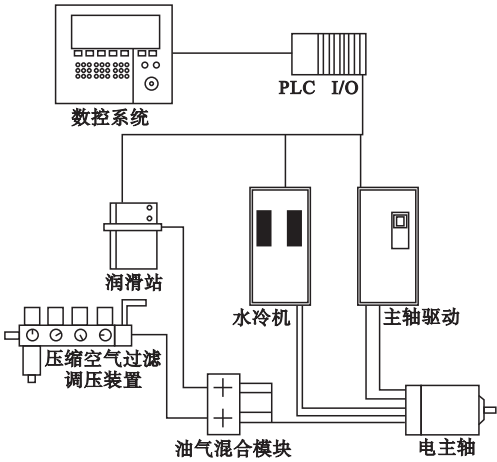 PLC I/O
数控系统
润滑站
水冷机
主轴驱动
压缩空气过滤
调压装置
油气混合模块
电主轴